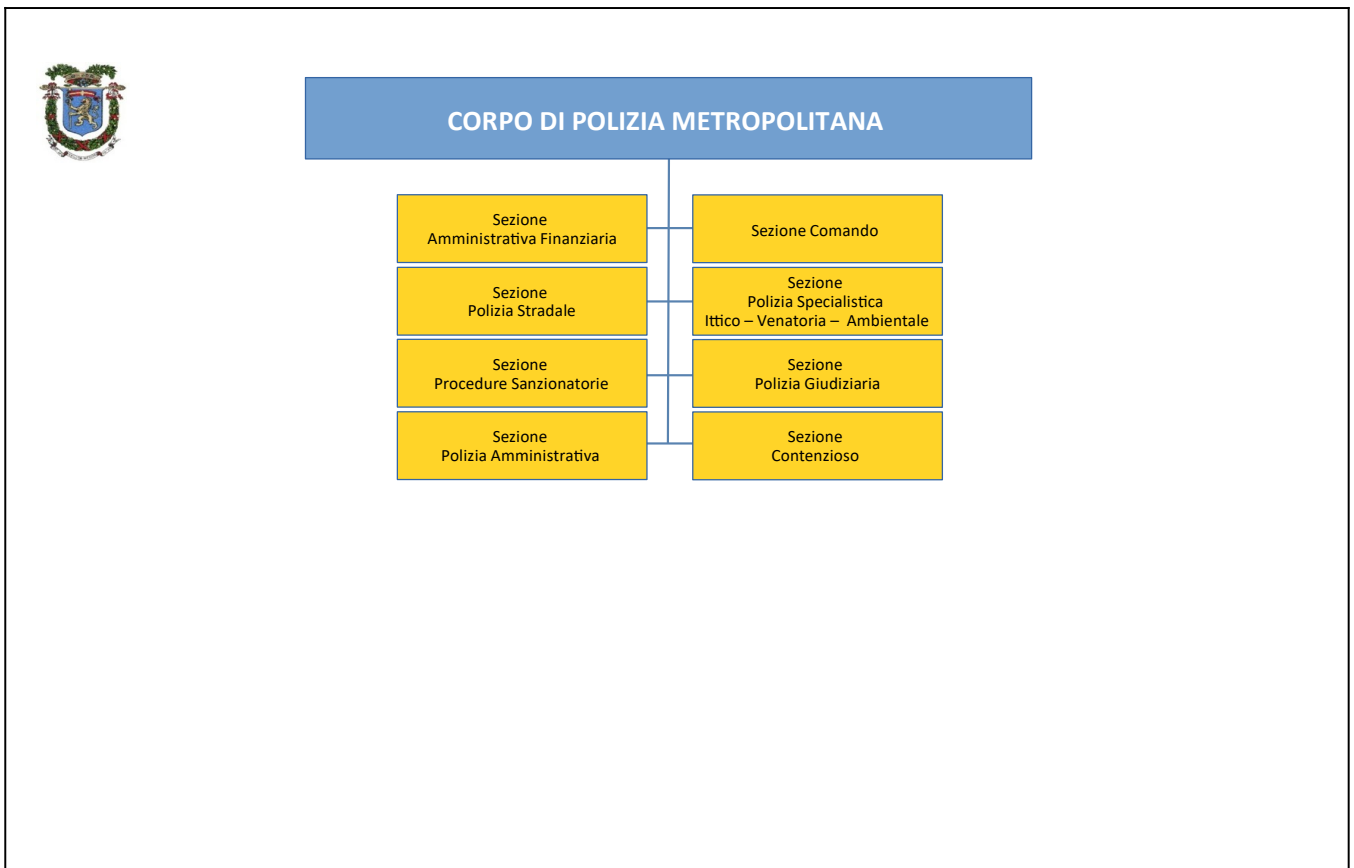 CORPO DI POLIZIA METROPOLITANA
Sezione
Amministrativa Finanziaria
Sezione Comando
Sezione
Polizia Stradale
Sezione
Polizia Specialistica
Ittico – Venatoria – Ambientale
Sezione
Procedure Sanzionatorie
Sezione
Polizia Giudiziaria
Sezione
Polizia Amministrativa
Sezione
Contenzioso